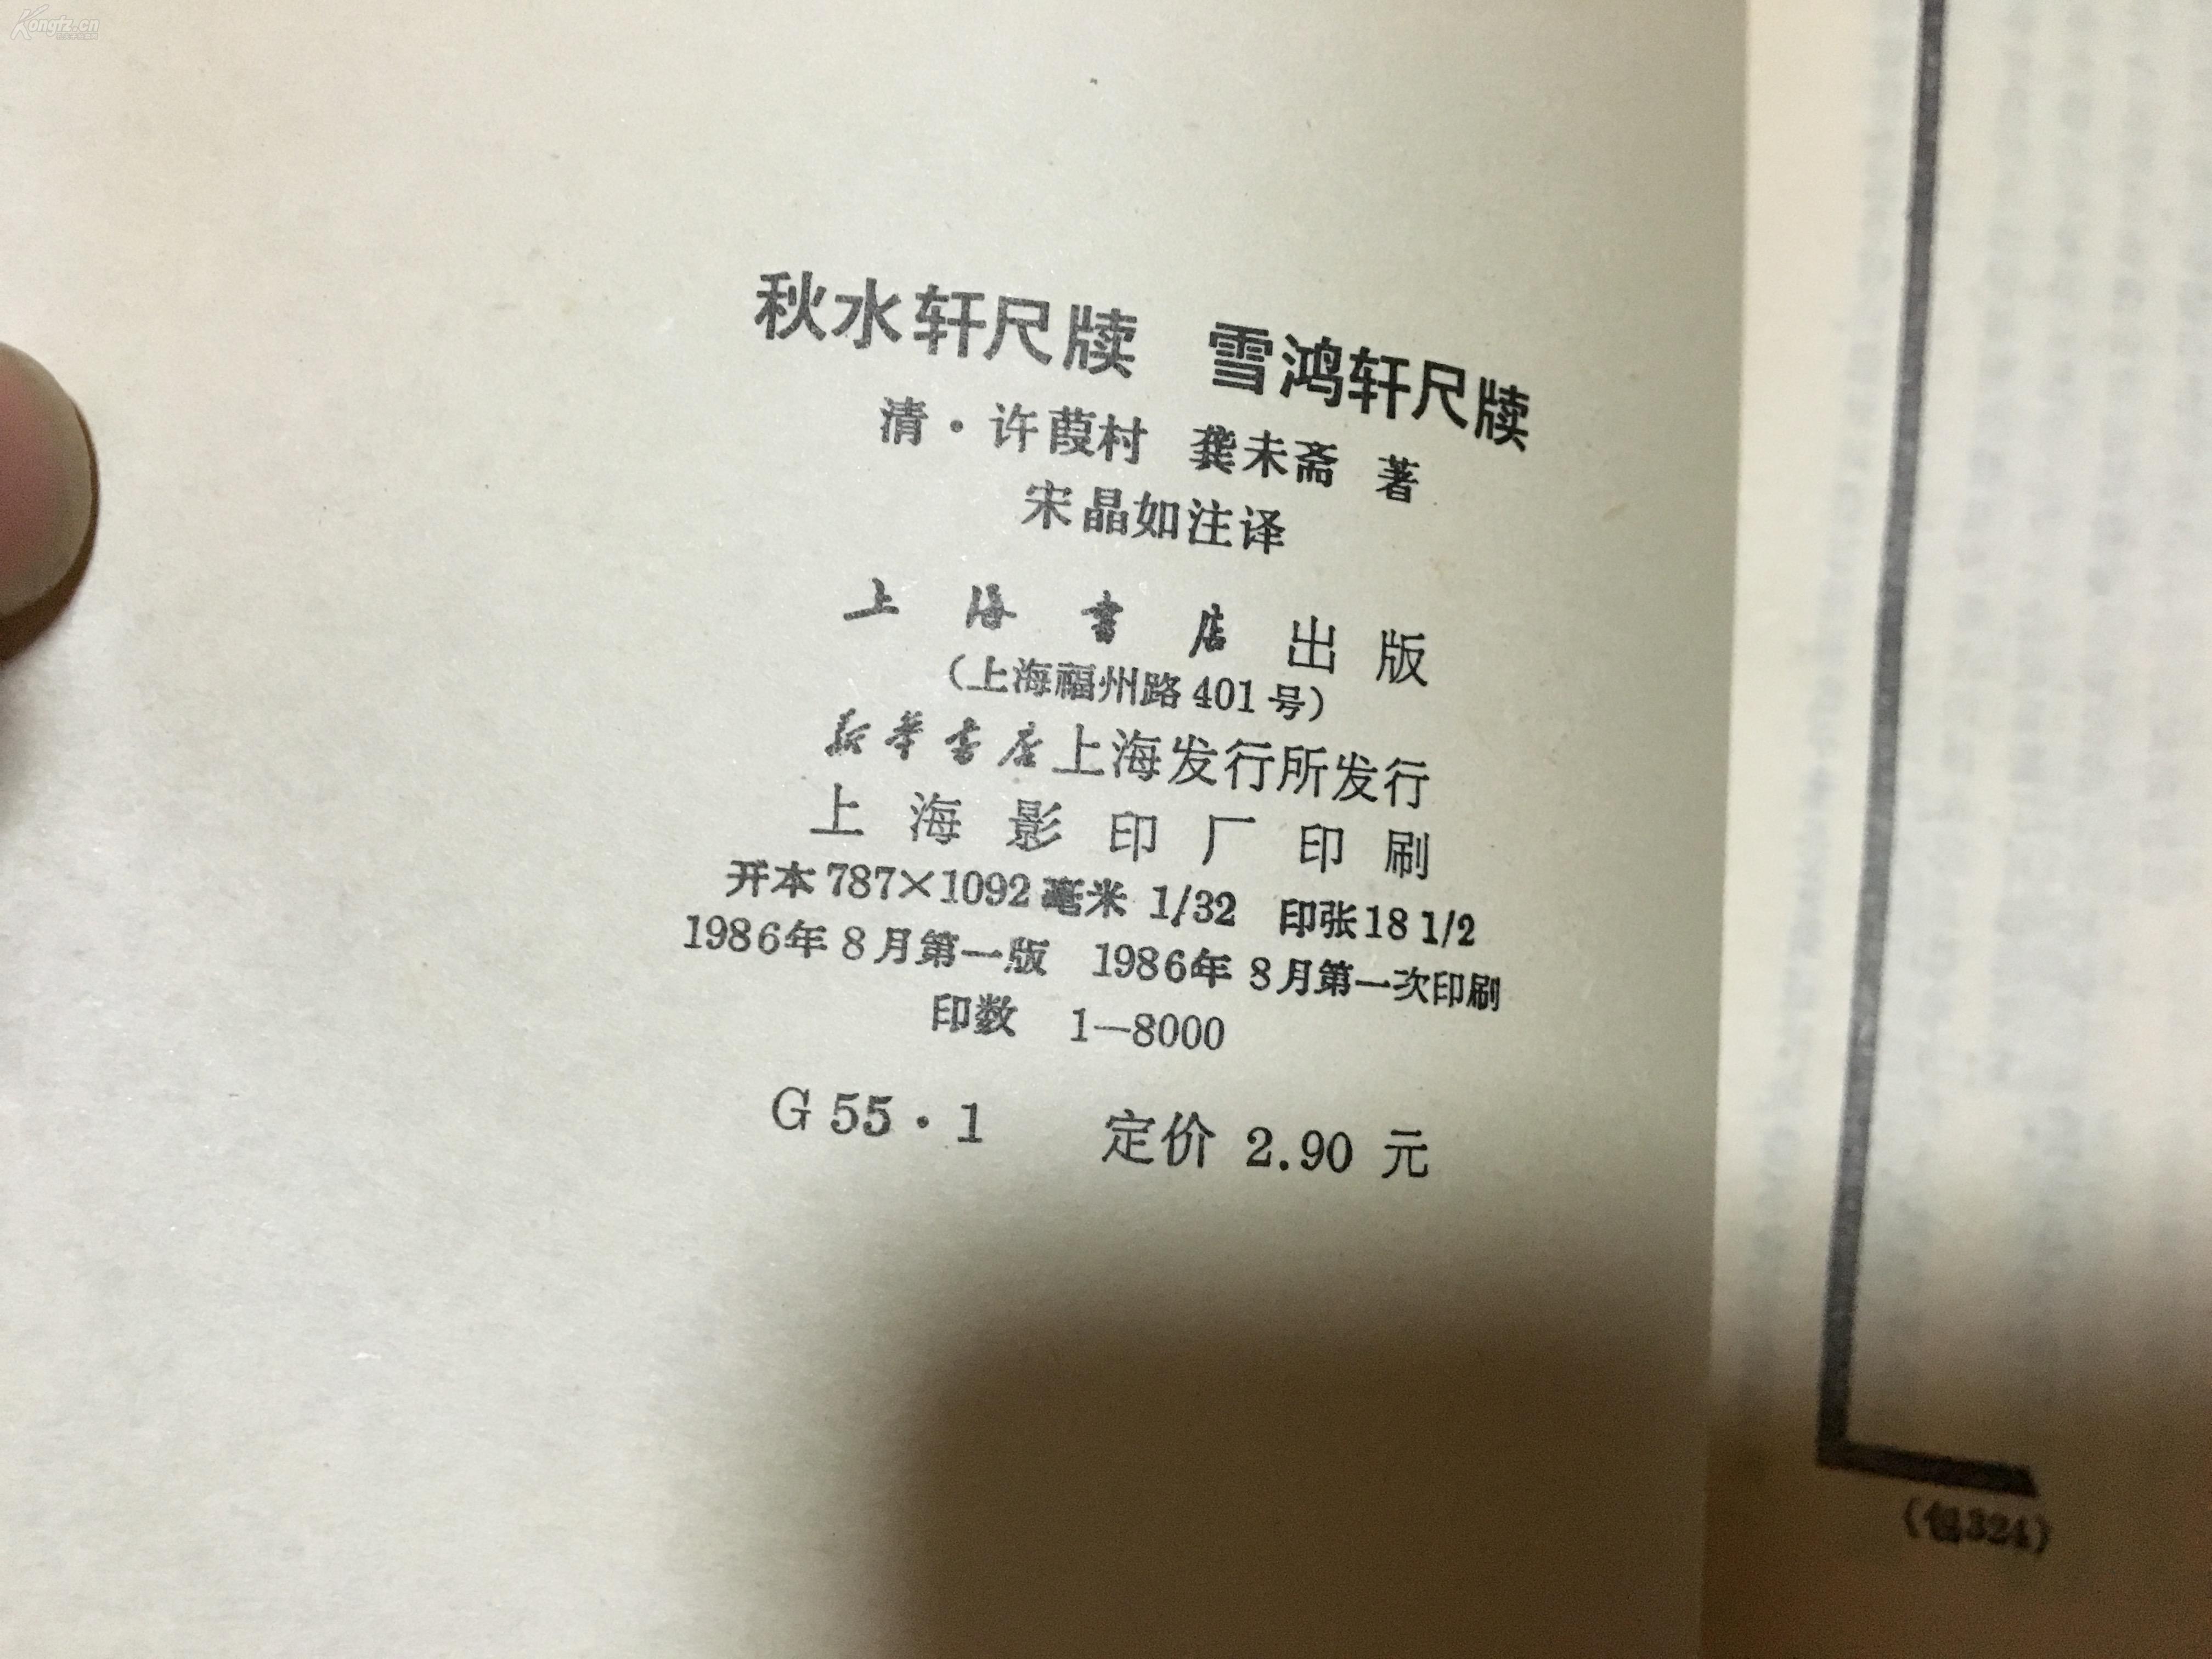 Kongfz.cn
秋水轩尺牍 雪鸿轩尺牍
清·许葭村 龚未斋 著
宋晶如注译
上海书店出版
(上海福州路401号)
新华书店上海发行所发行
上海影印厂印刷
开本787×1092毫米 1/32 印张18 1/2
1986年8月第一版 1986年8月第一次印刷
印数 1—8000
G55·1 定价 2.90 元